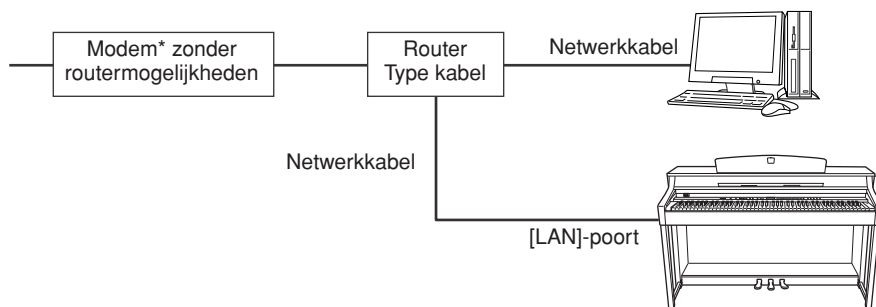 Modem* zonder
routermogelijkheden
Router
Type kabel
Netwerkkabel
Netwerkkabel
[LAN]-poort